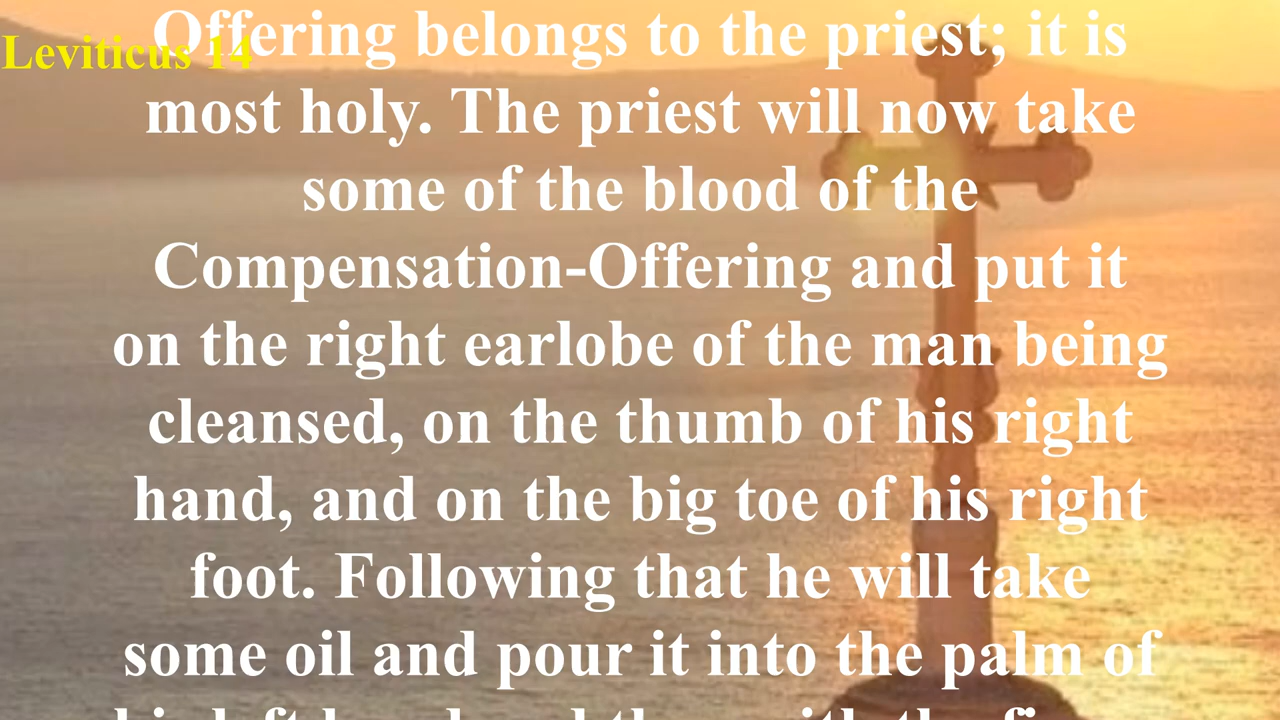 Leviticus 14
Offering belongs to the priest; it is
most holy. The priest will now take
some of the blood of the
Compensation-Offering and put it
on the right earlobe of the man being
cleansed, on the thumb of his right
hand, and on the big toe of his right
foot. Following that he will take
some oil and pour it into the palm of